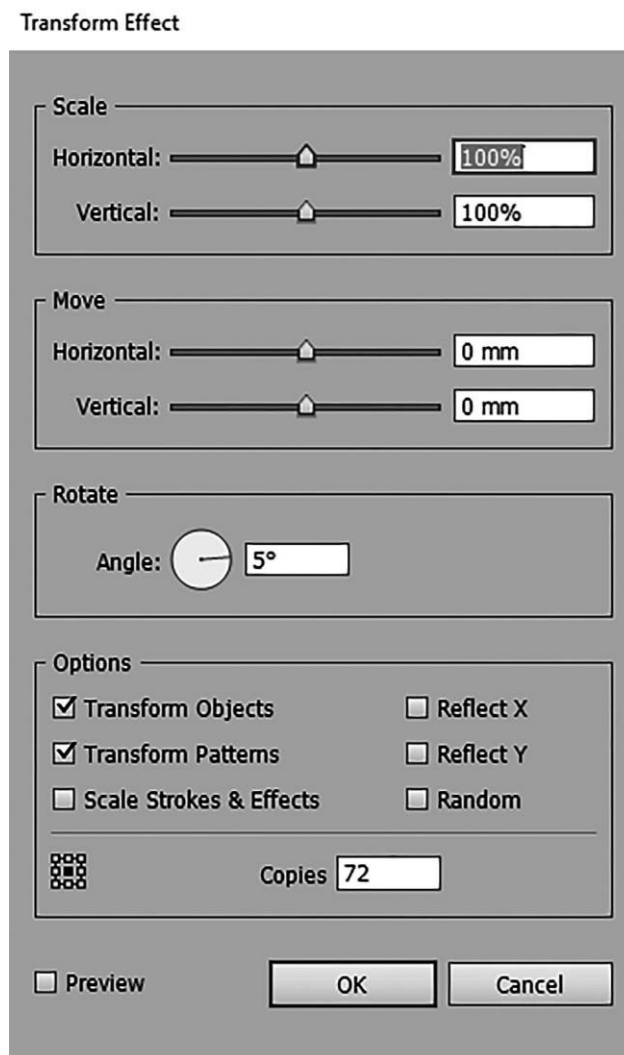 Transform Effect
Scale
Horizontal: 100%
Vertical: 100%
Move
Horizontal: 0 mm
Vertical: 0 mm
Rotate
Angle: 5°
Options
Transform Objects Reflect X
Transform Patterns Reflect Y
Scale Strokes & Effects Random
Copies 72
Preview OK Cancel